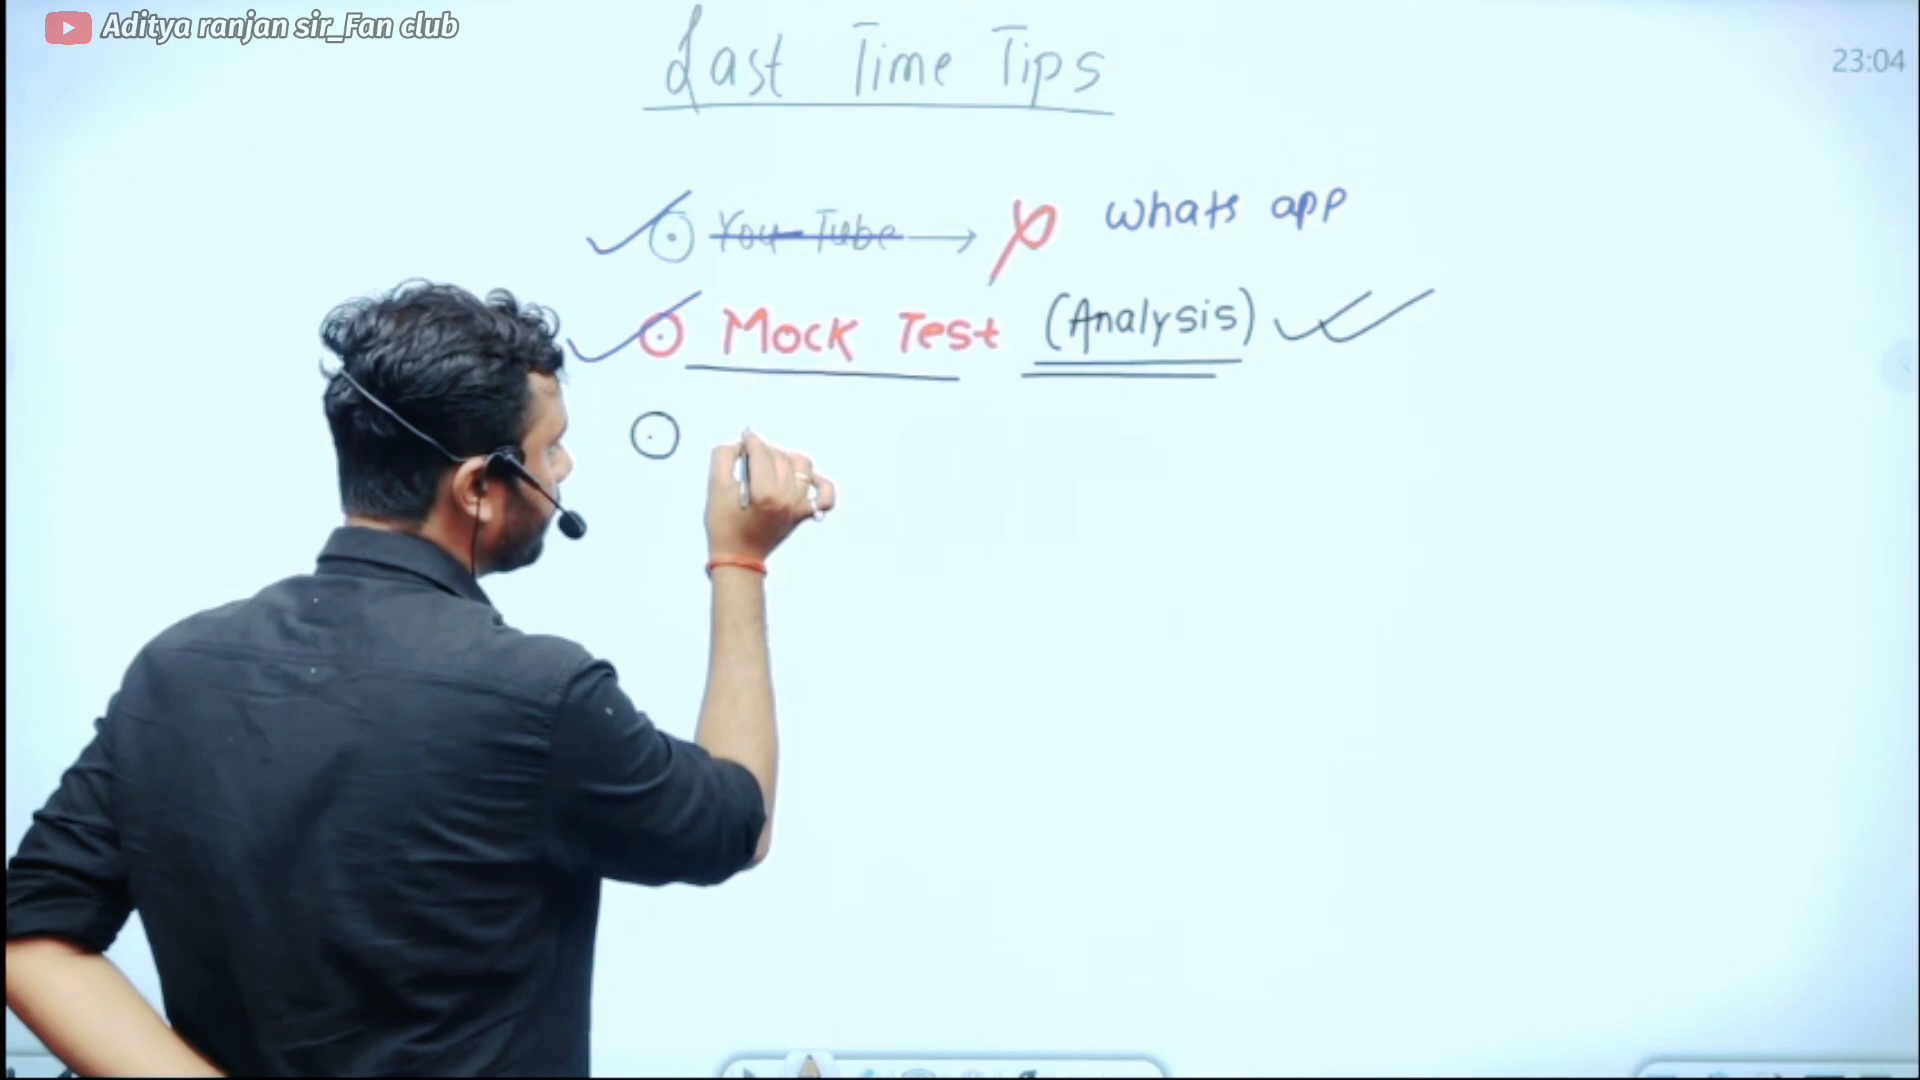 Aditya ranjan sir_Fan club
Last Time Tips
23:04
You Tube → Whats app
Mock Test (Analysis)